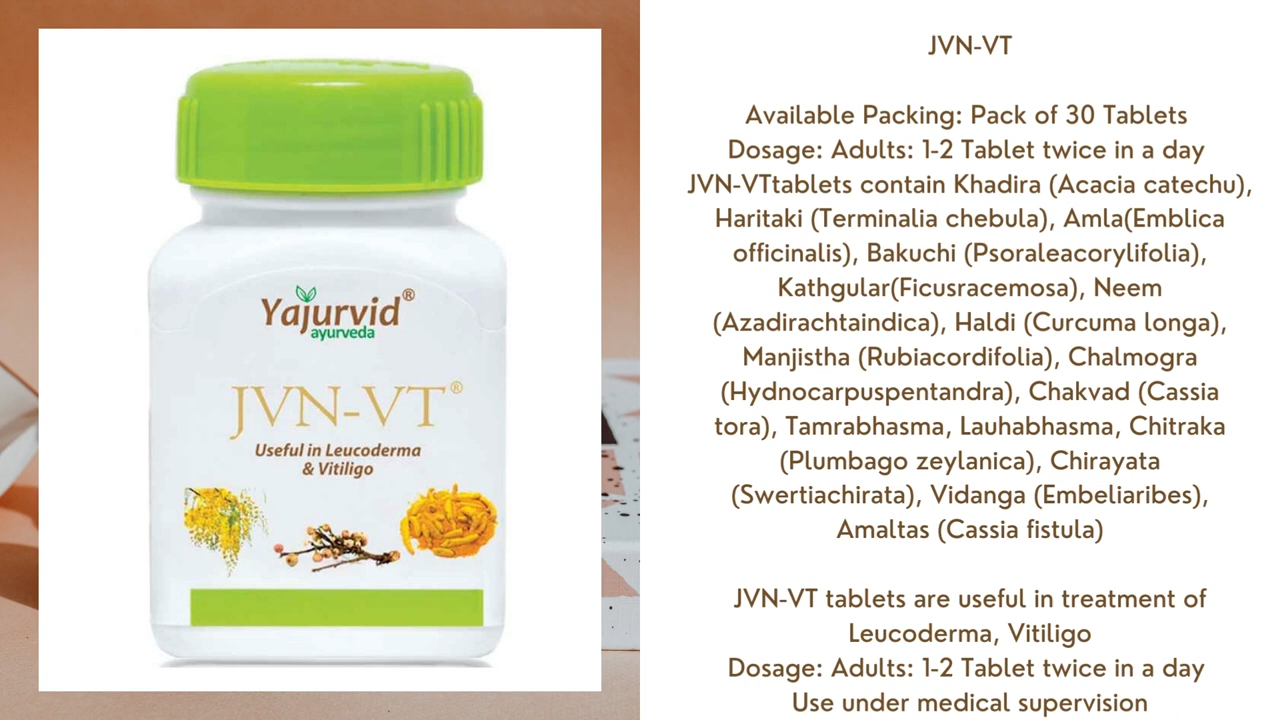 Yajurvid®
ayurveda
JVN-VT®
Useful in Leucoderma
& Vitiligo
JVN-VT
Available Packing: Pack of 30 Tablets
Dosage: Adults: 1-2 Tablet twice in a day
JVN-VTtablets contain Khadira (Acacia catechu),
Haritaki (Terminalia chebula), Amla(Emblica
officinalis), Bakuchi (Psoraleacorylifolia),
Kathgular(Ficusracemosa), Neem
(Azadirachtaindica), Haldi (Curcuma longa),
Manjistha (Rubiacordifolia), Chalmogra
(Hydnocarpuspentandra), Chakvad (Cassia
tora), Tamrabhasma, Lauhabhasma, Chitraka
(Plumbago zeylanica), Chirayata
(Swertiachirata), Vidanga (Embeliaribes),
Amaltas (Cassia fistula)
JVN-VT tablets are useful in treatment of
Leucoderma, Vitiligo
Dosage: Adults: 1-2 Tablet twice in a day
Use under medical supervision